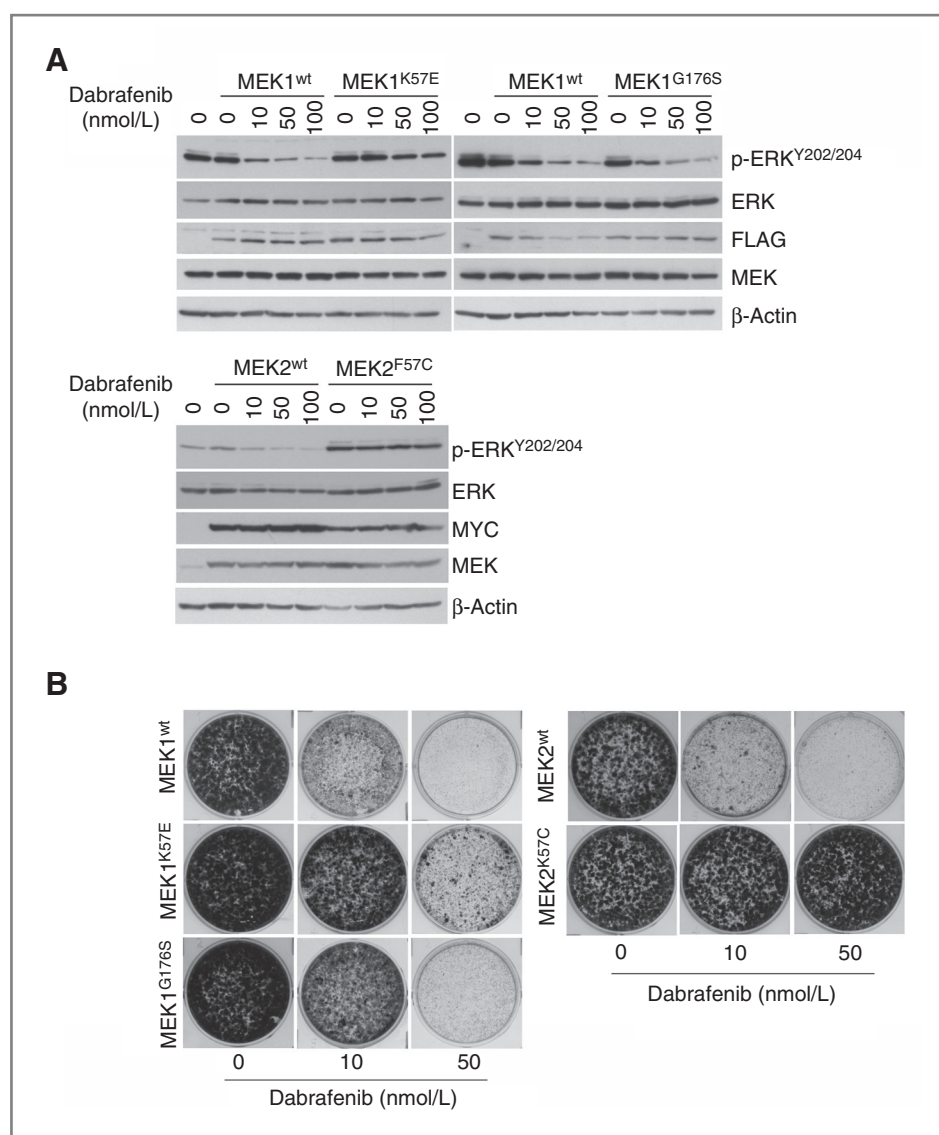 A
Dabrafenib
(nmol/L)
MEK1wt MEK1K57E
0 0 10 50 100 0 10 50 100
MEK1wt MEK1G176S
0 0 10 50 100 0 10 50 100
p-ERKY202/204
ERK
FLAG
MEK
β-Actin
Dabrafenib
(nmol/L)
MEK2wt MEK2F57C
0 0 10 50 100 0 10 50 100
p-ERKY202/204
ERK
MYC
MEK
β-Actin
B
MEK1wt
MEK1K57E
MEK1G176S
0 10 50
Dabrafenib (nmol/L)
MEK2wt
MEK2K57C
0 10 50
Dabrafenib (nmol/L)